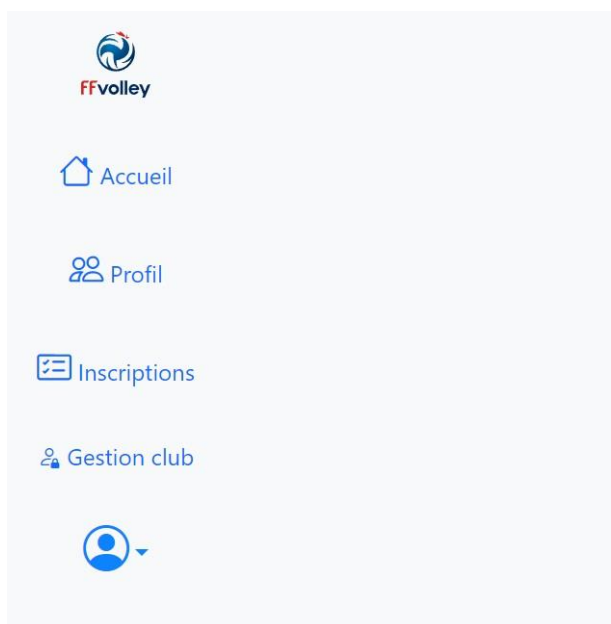 FFvolley
Accueil
Profil
Inscriptions
Gestion club